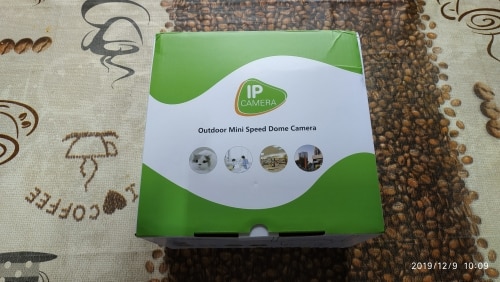 IP
CAMERA
Outdoor Mini Speed Dome Camera
I ❤ COFFEE
2019/12/9 10:09